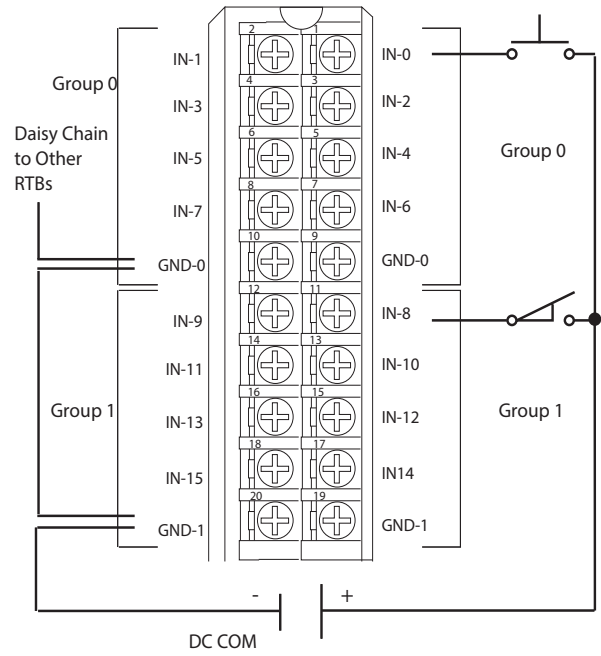 2 1
IN-1 IN-0
Group 0
4 3
IN-3 IN-2
Daisy Chain
to Other
RTBs
6 5
IN-5 IN-4
Group 0
8 7
IN-7 IN-6
10 9
GND-0 GND-0
12 11
IN-9 IN-8
14 13
IN-11 IN-10
16 15
Group 1
IN-13 IN-12
Group 1
18 17
IN-15 IN14
20 19
GND-1 GND-1
- +
DC COM